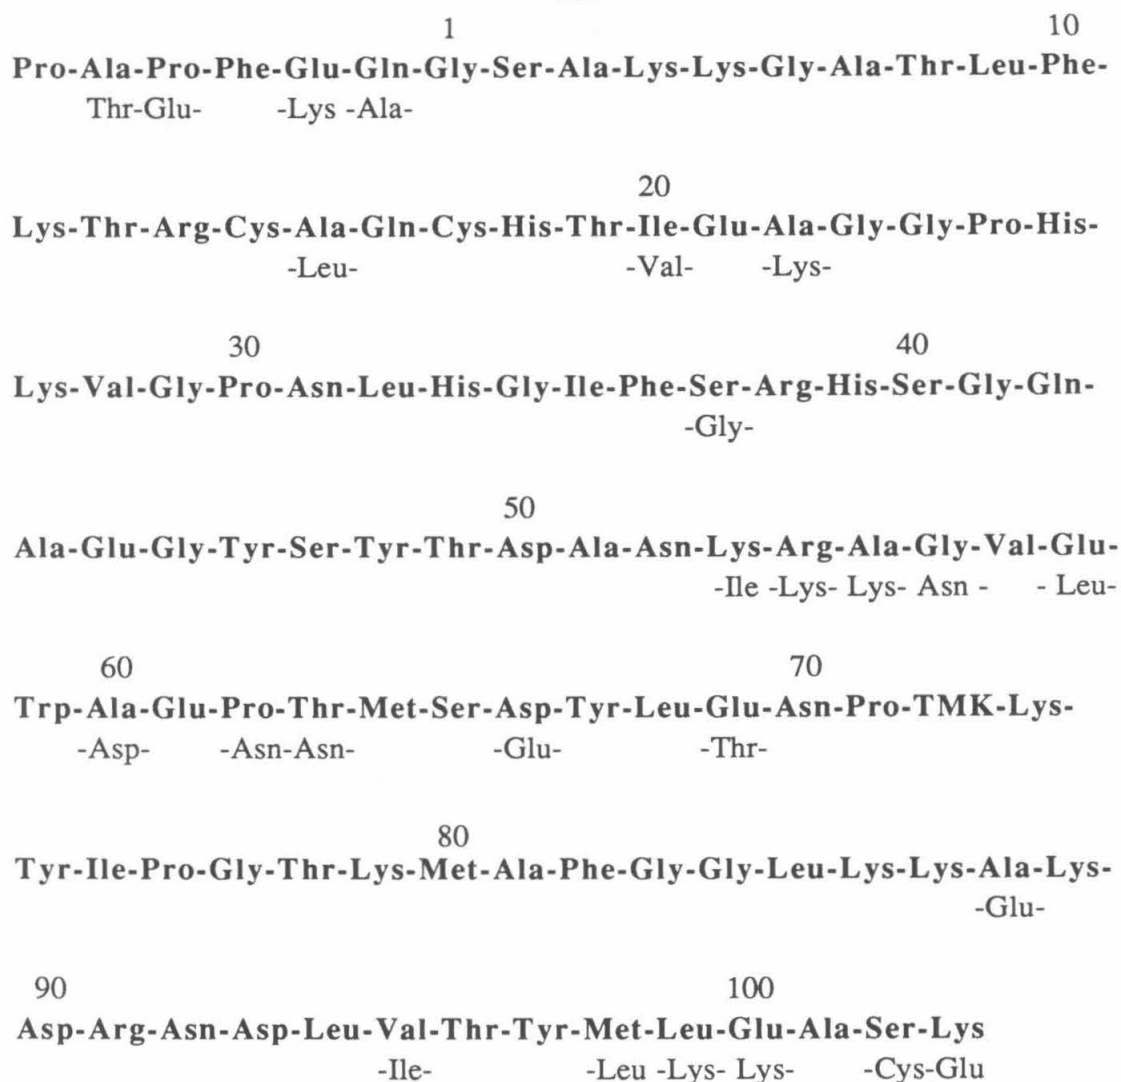 1 10
Pro-Ala-Pro-Phe-Glu-Gln-Gly-Ser-Ala-Lys-Lys-Gly-Ala-Thr-Leu-Phe-
Thr-Glu- -Lys -Ala-
20
Lys-Thr-Arg-Cys-Ala-Gln-Cys-His-Thr-Ile-Glu-Ala-Gly-Gly-Pro-His-
-Leu- -Val- -Lys-
30 40
Lys-Val-Gly-Pro-Asn-Leu-His-Gly-Ile-Phe-Ser-Arg-His-Ser-Gly-Gln-
-Gly-
50
Ala-Glu-Gly-Tyr-Ser-Tyr-Thr-Asp-Ala-Asn-Lys-Arg-Ala-Gly-Val-Glu-
-Ile -Lys- Lys- Asn - - Leu-
60 70
Trp-Ala-Glu-Pro-Thr-Met-Ser-Asp-Tyr-Leu-Glu-Asn-Pro-TMK-Lys-
-Asp- -Asn-Asn- -Glu- -Thr-
80
Tyr-Ile-Pro-Gly-Thr-Lys-Met-Ala-Phe-Gly-Gly-Leu-Lys-Lys-Ala-Lys-
-Glu-
90 100
Asp-Arg-Asn-Asp-Leu-Val-Thr-Tyr-Met-Leu-Glu-Ala-Ser-Lys
-Ile- -Leu -Lys- Lys- -Cys-Glu